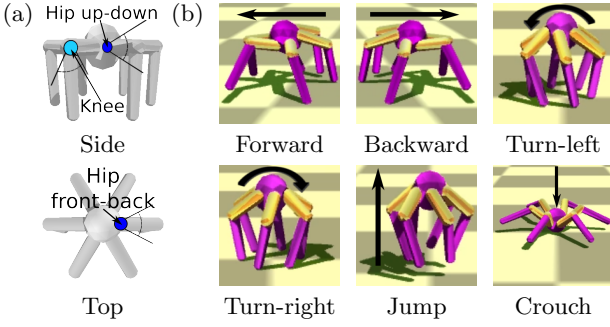 (a)
Hip up-down
Knee
Side
Hip
front-back
Top
(b)
Forward
Backward
Turn-left
Turn-right
Jump
Crouch